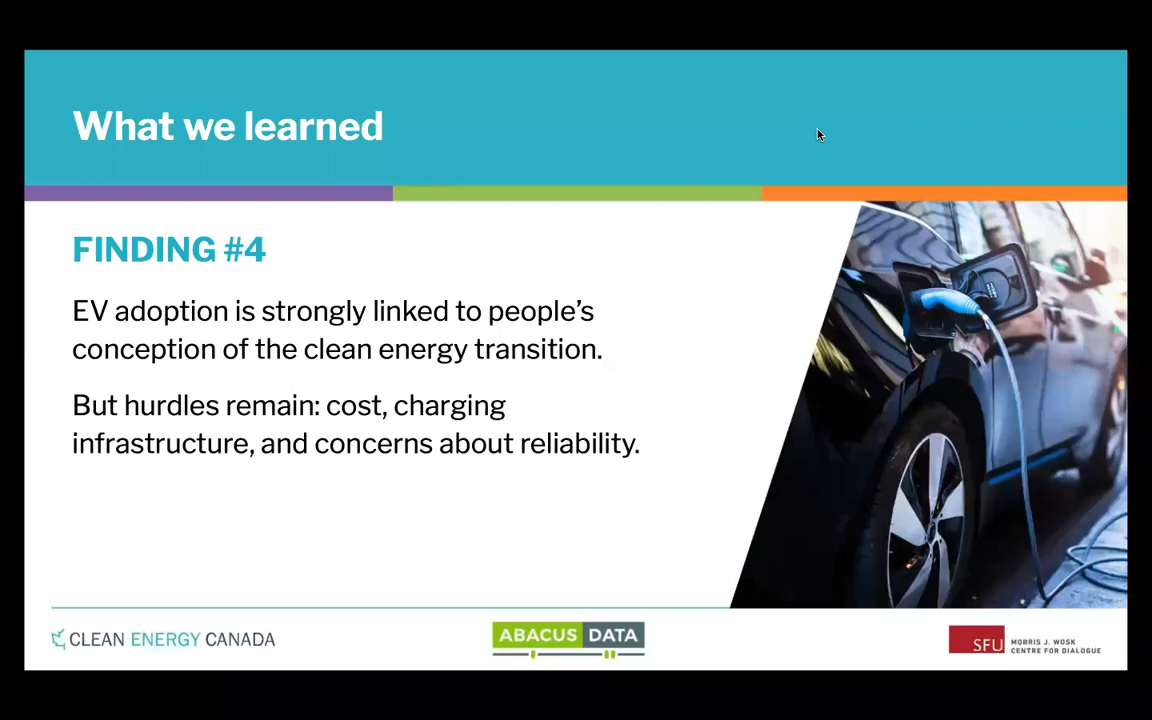 What we learned
FINDING #4
EV adoption is strongly linked to people’s
conception of the clean energy transition.
But hurdles remain: cost, charging
infrastructure, and concerns about reliability.
CLEAN ENERGY CANADA
ABACUS DATA
SFU
MORRIS J. WOSK
CENTRE FOR DIALOGUE